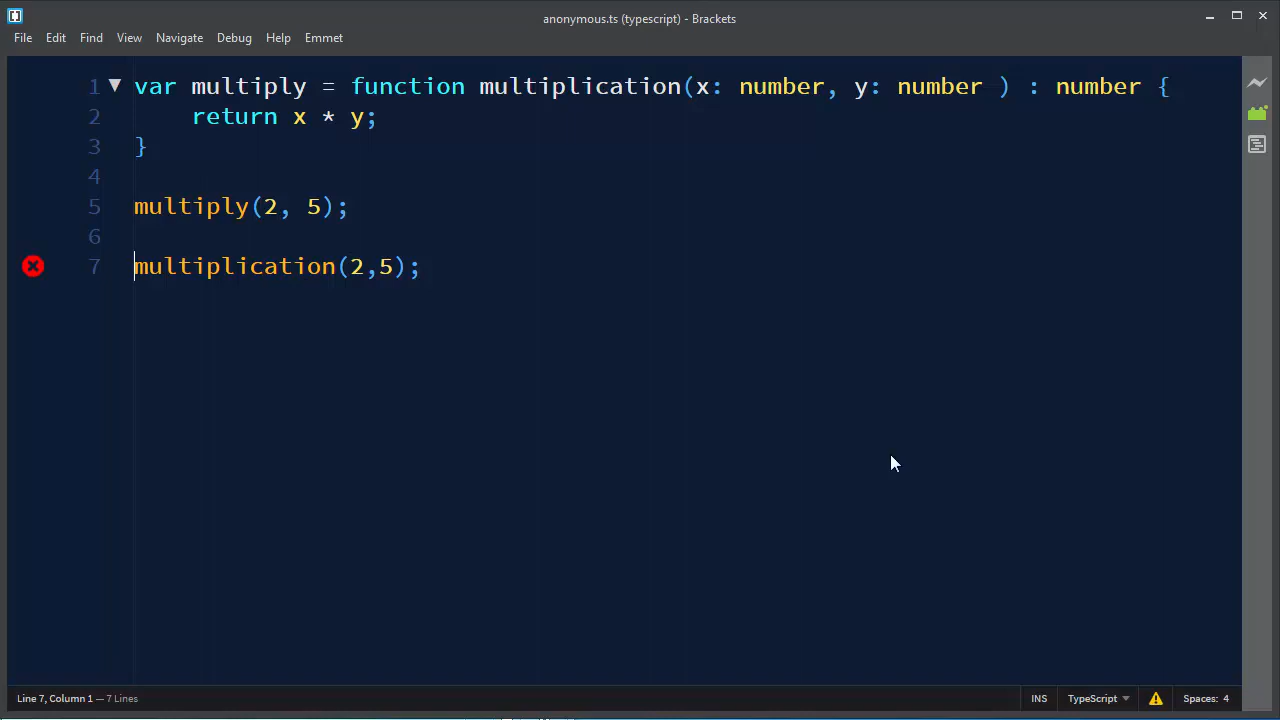 anonymous.ts (typescript) - Brackets
File Edit Find View Navigate Debug Help Emmet
1 var multiply = function multiplication(x: number, y: number ) : number {
2     return x * y;
3 }
4
5 multiply(2, 5);
6
7 multiplication(2,5);
Line 7, Column 1 — 7 Lines INS TypeScript Spaces: 4